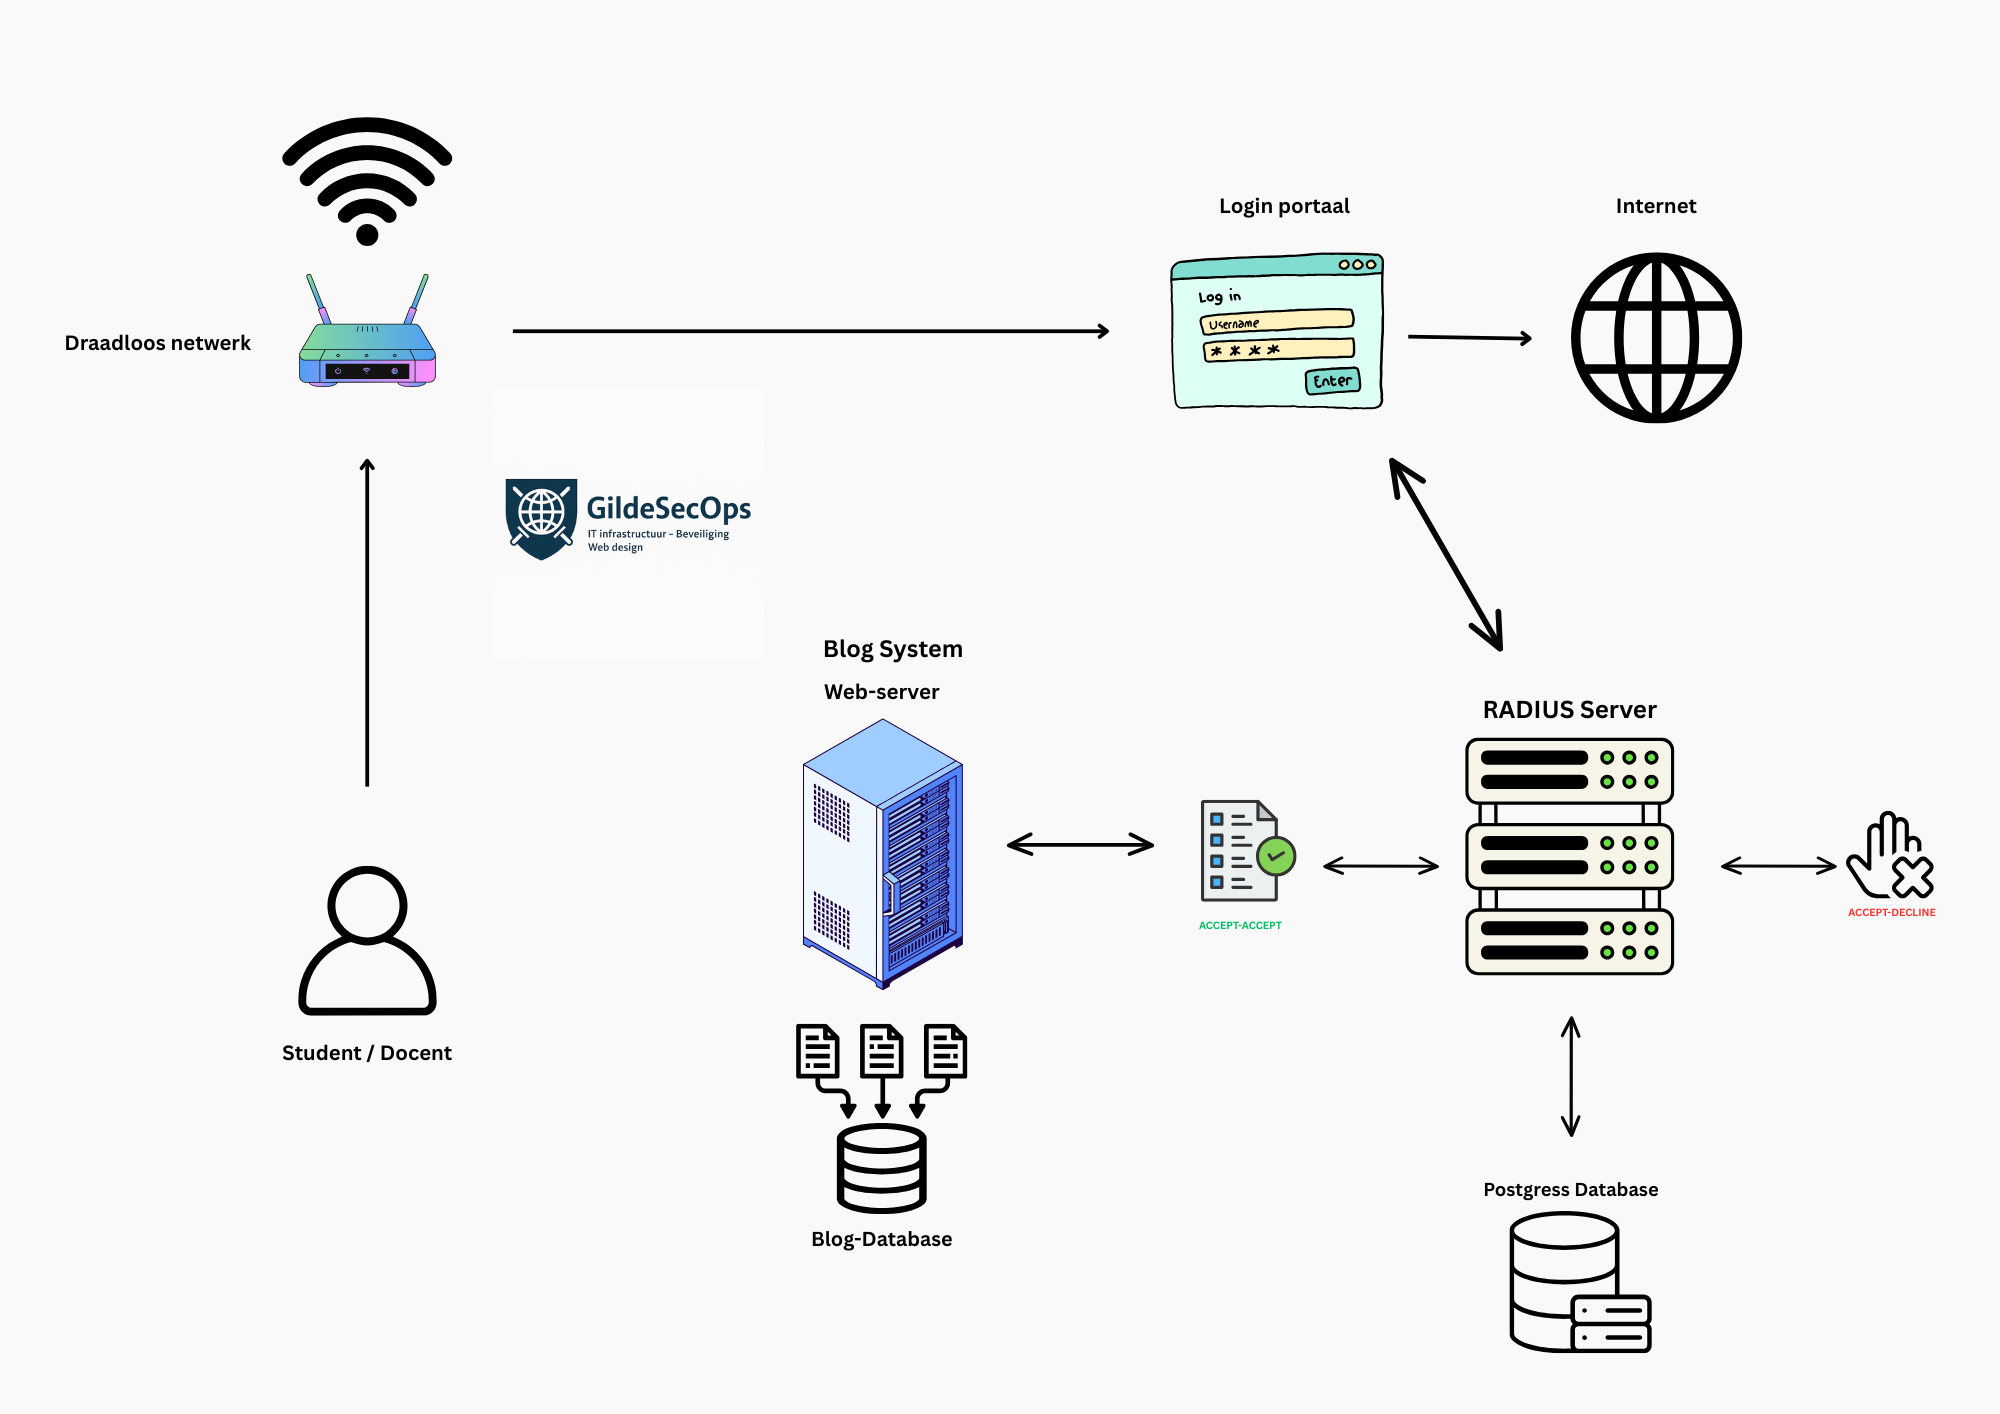 Login portaal
Internet
Log in
Username
* * * *
Enter
Draadloos netwerk
GildeSecOps
IT infrastructuur – Beveiliging
Web design
Blog System
Web-server
RADIUS Server
ACCEPT-ACCEPT
ACCEPT-DECLINE
Student / Docent
Postgress Database
Blog-Database